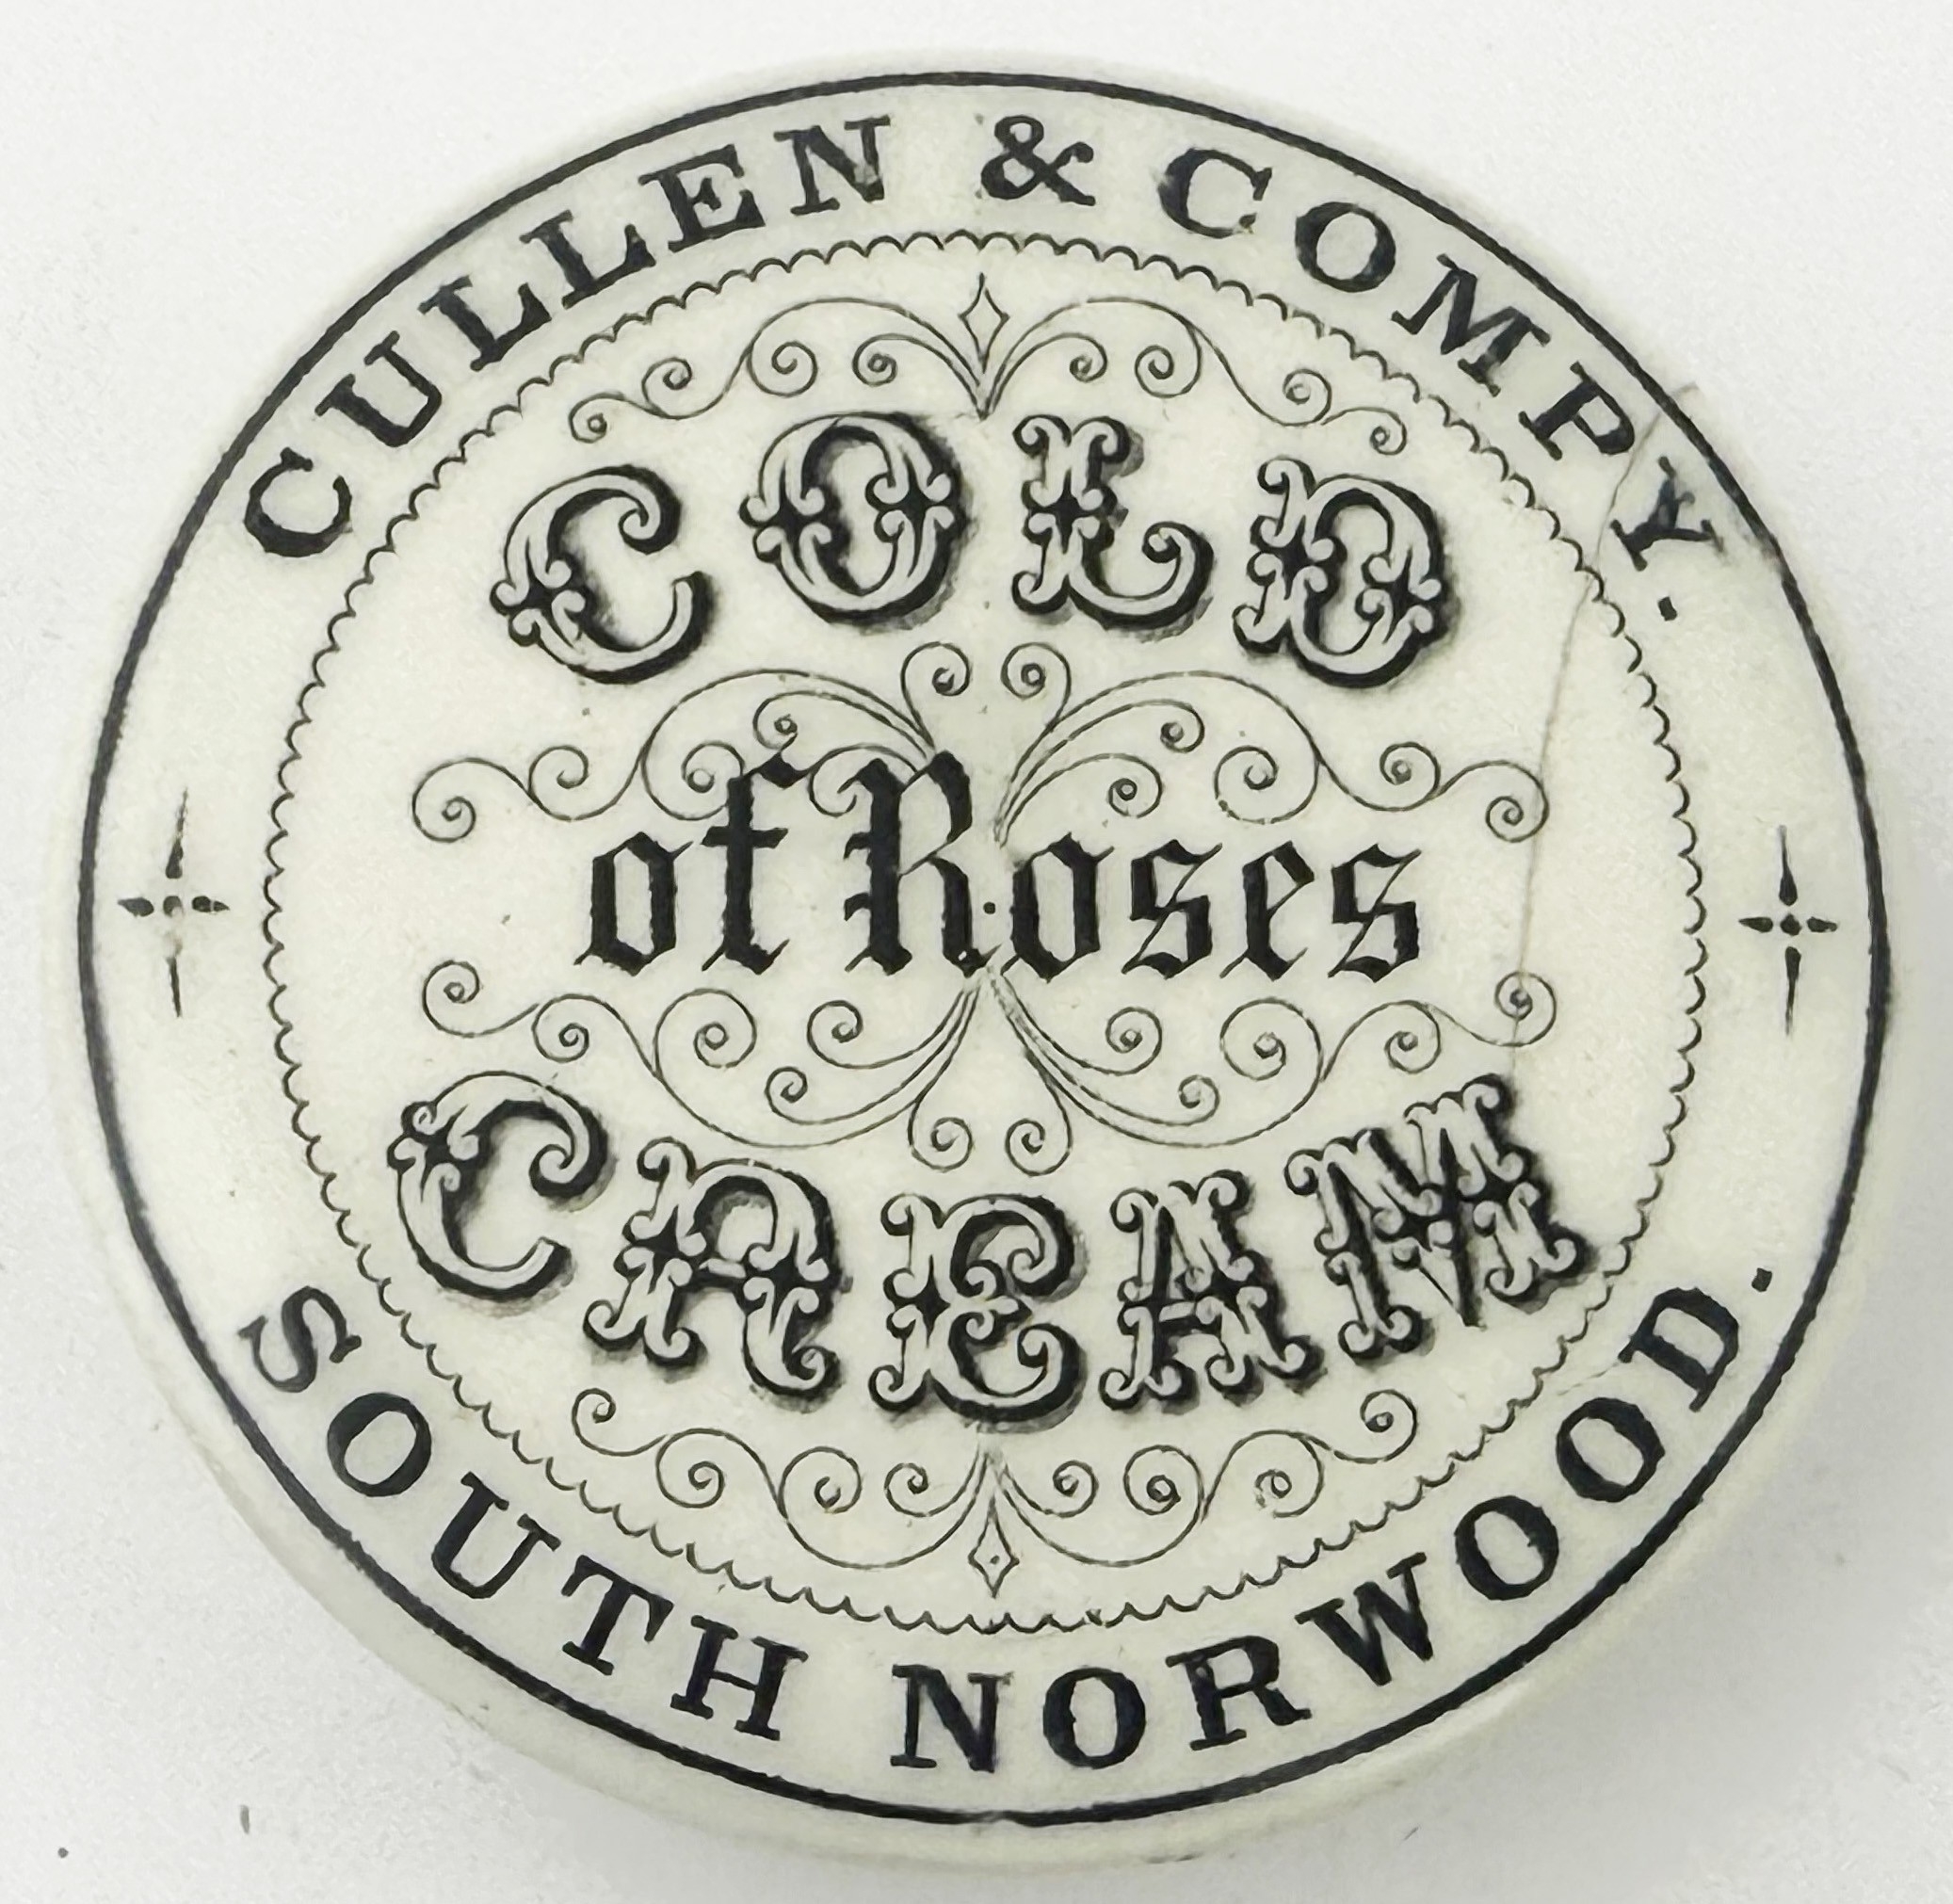 CULLEN & COMPY.
COLD
of Roses
CREAM
SOUTH NORWOOD.